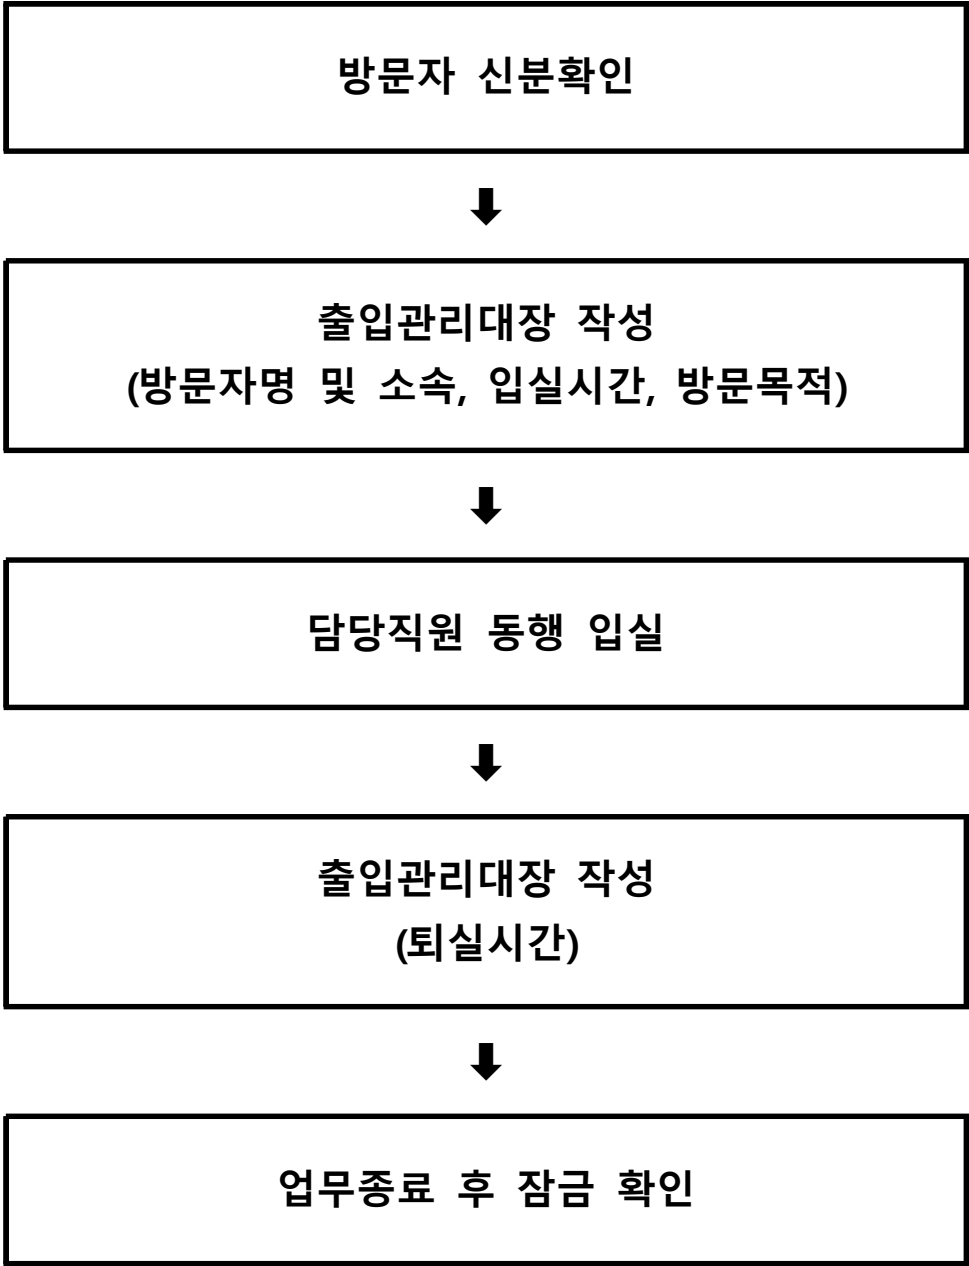 방문자 신분확인
출입관리대장 작성
(방문자명 및 소속, 입실시간, 방문목적)
담당직원 동행 입실
출입관리대장 작성
(퇴실시간)
업무종료 후 잠금 확인